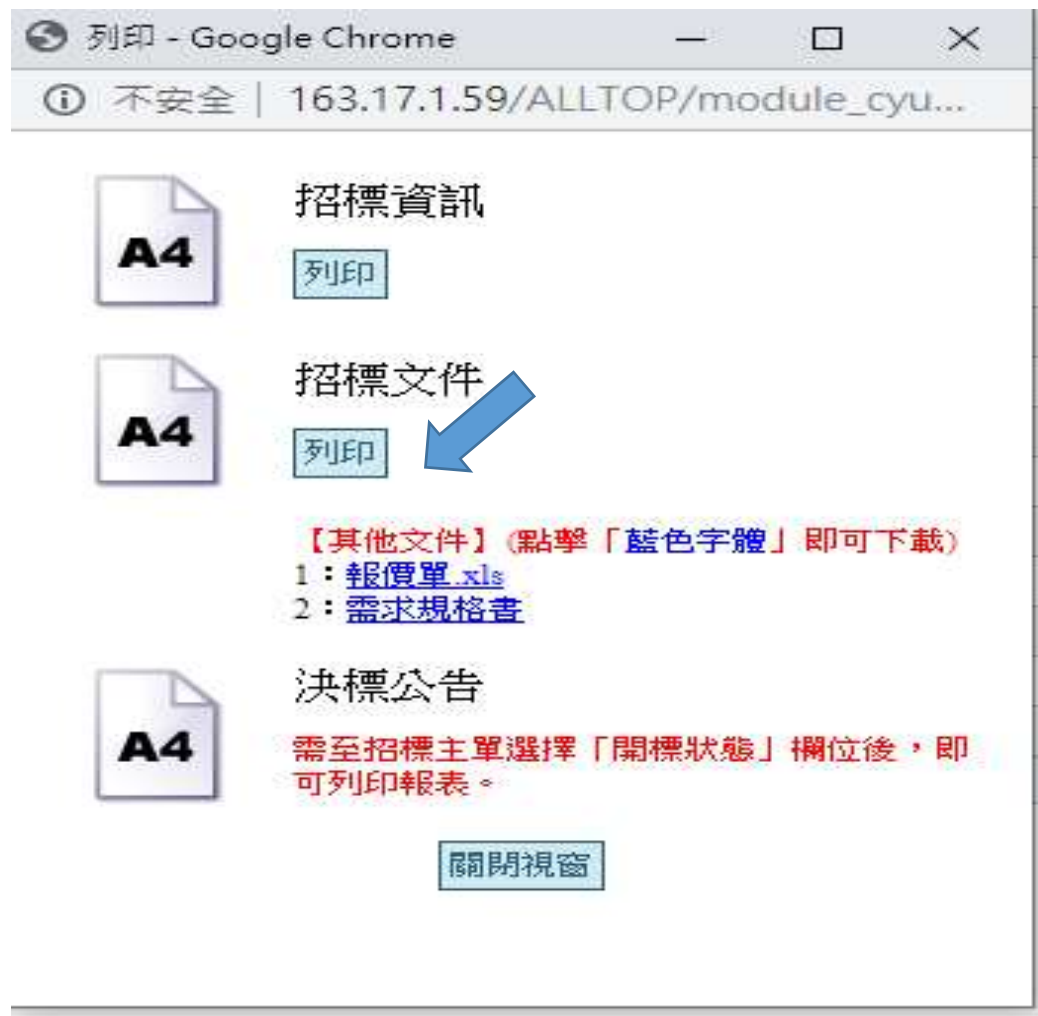 列印 - Google Chrome
不安全 | 163.17.1.59/ALLTOP/module_cyu...
A4
招標資訊
列印
A4
招標文件
列印
【其他文件】(點擊「藍色字體」即可下載)
1：報價單.xls
2：需求規格書
A4
決標公告
需至招標主單選擇「開標狀態」欄位後，即
可列印報表。
關閉視窗